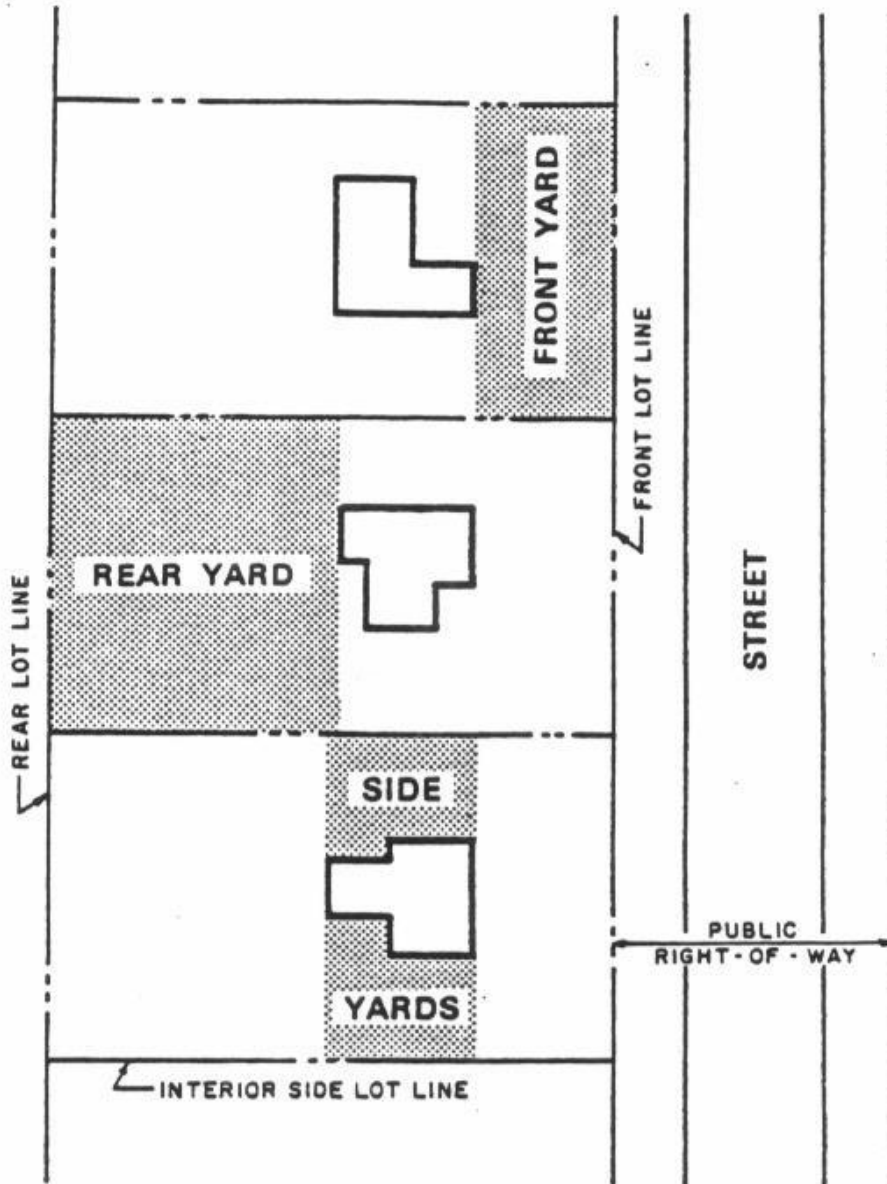 FRONT YARD
FRONT LOT LINE
REAR YARD
REAR LOT LINE
STREET
SIDE
YARDS
PUBLIC
RIGHT-OF-WAY
INTERIOR SIDE LOT LINE